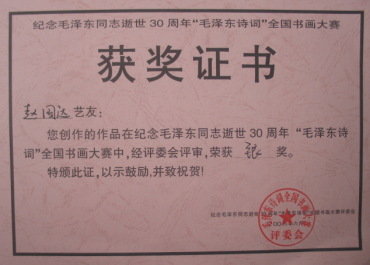 纪念毛泽东同志逝世30周年“毛泽东诗词”全国书画大赛
获奖证书
赵国达艺友：
您创作的作品在纪念毛泽东同志逝世30周年“毛泽东诗
词”全国书画大赛中，经评委会评审，荣获 奖。
特颁此证，以示鼓励，并致祝贺！
评委会